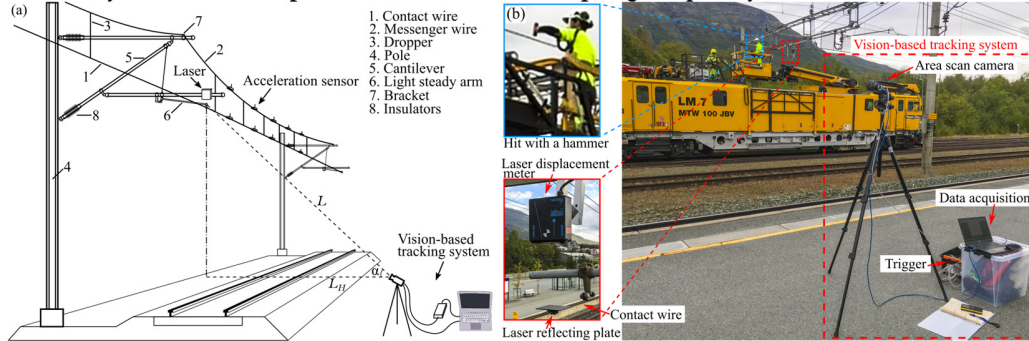 (a)
3
7
5
2
1
Laser
Acceleration sensor
6
8
4
1. Contact wire
2. Messenger wire
3. Dropper
4. Pole
5. Cantilever
6. Light steady arm
7. Bracket
8. Insulators
L
Vision-based
tracking system
α
L_H
(b)
Hit with a hammer
Laser displacement
meter
Contact wire
Laser reflecting plate
Vision-based tracking system
Area scan camera
LM 7
MTW 100 JBV
Data acquisition
Trigger